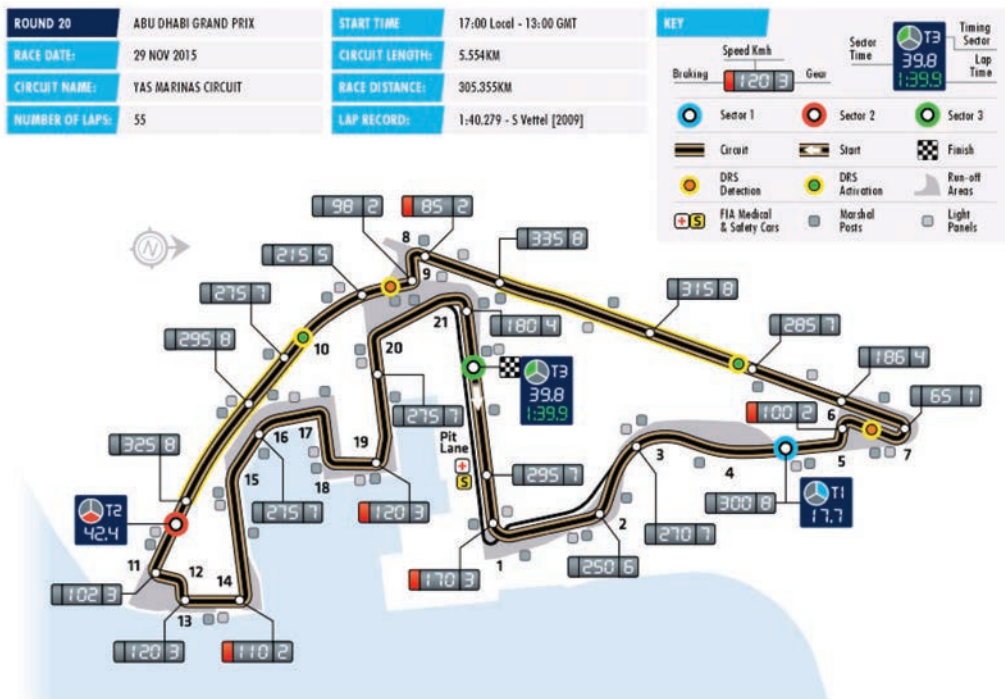 ROUND 20 ABU DHABI GRAND PRIX
RACE DATE: 29 NOV 2015
CIRCUIT NAME: YAS MARINAS CIRCUIT
NUMBER OF LAPS: 55
START TIME 17:00 Local - 13:00 GMT
CIRCUIT LENGTH: 5.554KM
RACE DISTANCE: 305.355KM
LAP RECORD: 1:40.279 - S Vettel [2009]
KEY
Speed Kmh
Braking 120 3 Gear
Sector Time
T3
39.8
1:39.9
Timing Sector
Lap Time
Sector 1 Sector 2 Sector 3
Circuit Start Finish
DRS Detection DRS Activation Run-off Areas
FIA Medical & Safety Cars Marshal Posts Light Panels
S
N
98 2
85 2
8
9
335 8
215 5
275 7
315 8
295 8
10
21
180 4
285 7
20
T3
39.8
1:39.9
186 4
65 1
325 8
275 7
100 2
6
16
17
19
Pit Lane
S
3
4
5
7
T2
42.4
15
18
295 7
300 8
T1
17.7
275 7
120 3
2
270 7
11
12
14
1
250 6
102 3
170 3
13
120 3
110 2